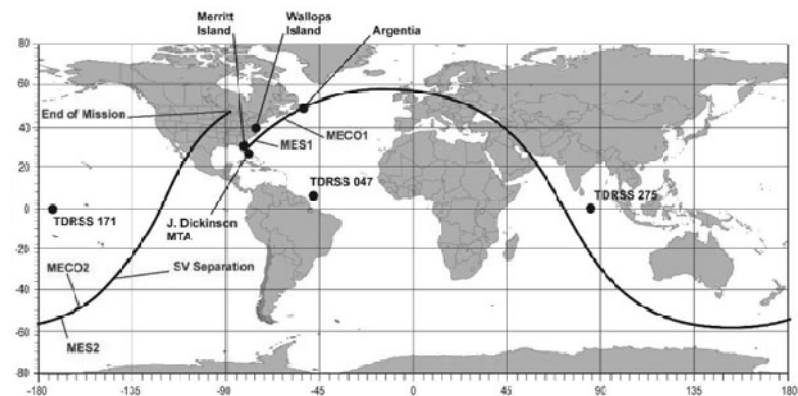 Merritt
Island
Wallops
Island
Argentia
80
60
40
20
0
-20
-40
-60
-80
End of Mission
MES1
MECO1
TDRSS 047
TDRSS 171
TDRSS 275
J. Dickinson
MTA
SV Separation
MECO2
MES2
-180
-135
-90
-45
0
45
90
135
180